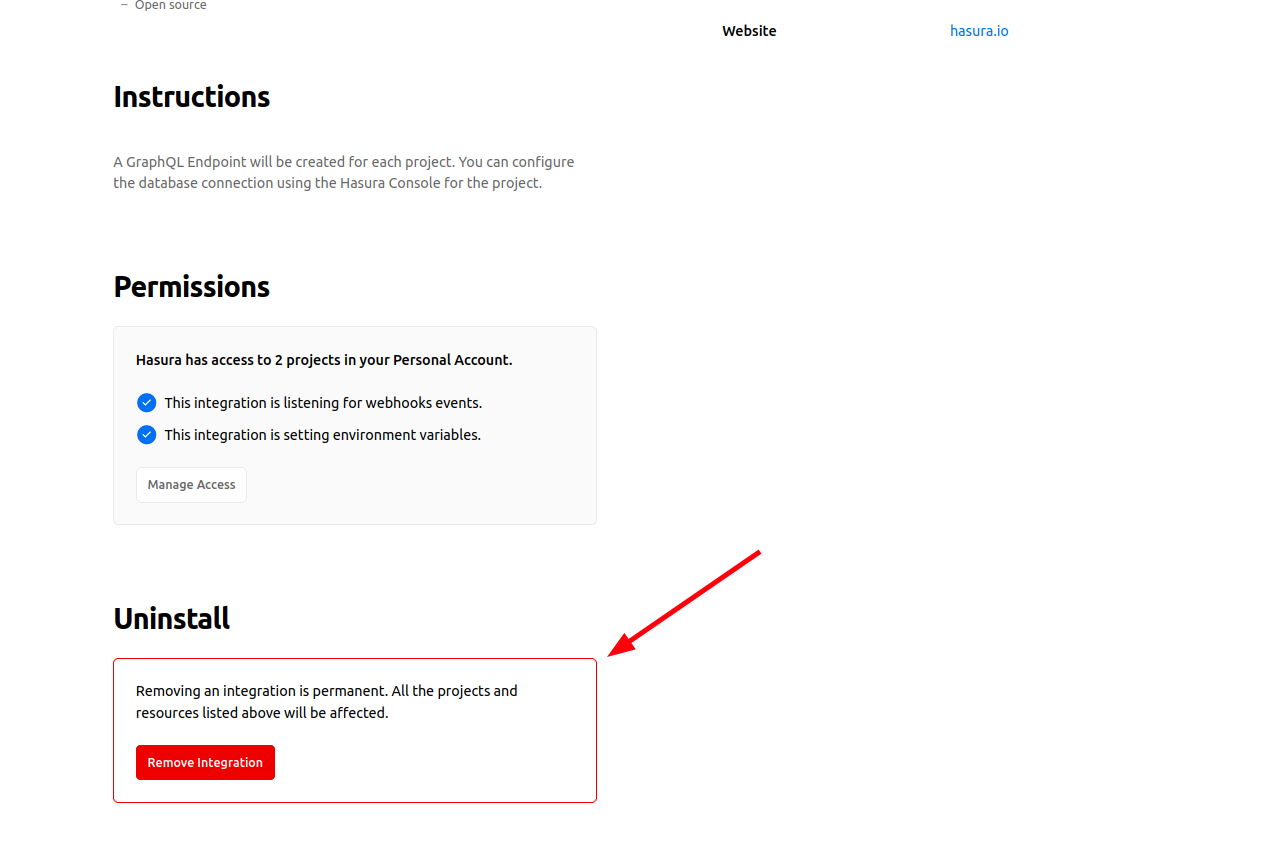 – Open source
Website hasura.io
Instructions
A GraphQL Endpoint will be created for each project. You can configure
the database connection using the Hasura Console for the project.
Permissions
Hasura has access to 2 projects in your Personal Account.
This integration is listening for webhooks events.
This integration is setting environment variables.
Manage Access
Uninstall
Removing an integration is permanent. All the projects and
resources listed above will be affected.
Remove Integration